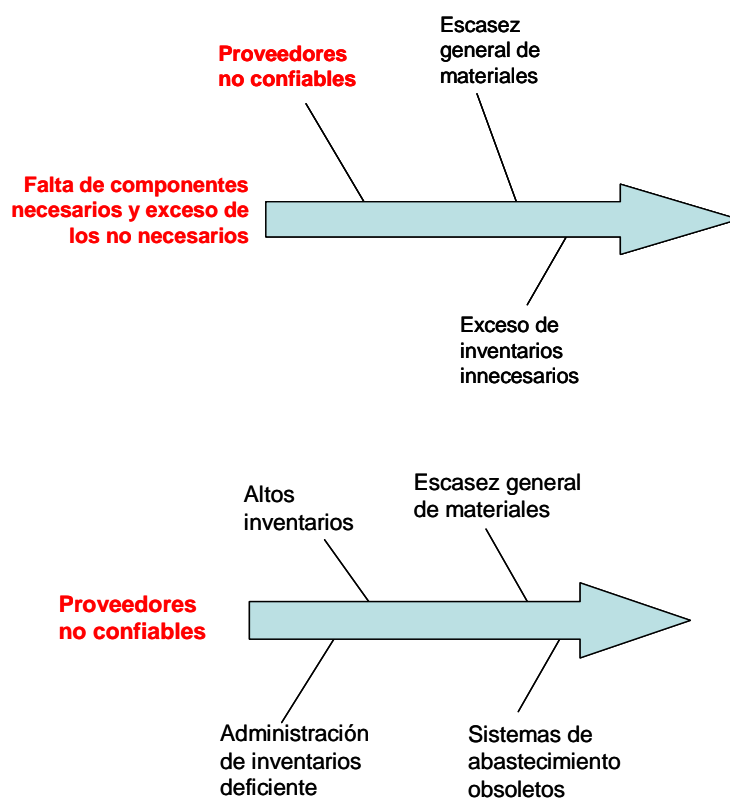 Proveedores
no confiables
Escasez
general de
materiales
Falta de componentes
necesarios y exceso de
los no necesarios
Exceso de
inventarios
innecesarios
Altos
inventarios
Escasez general
de materiales
Proveedores
no confiables
Administración
de inventarios
deficiente
Sistemas de
abastecimiento
obsoletos